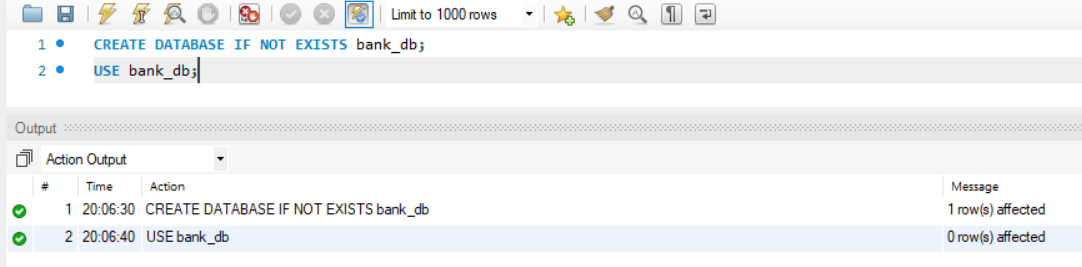 Limit to 1000 rows
1 CREATE DATABASE IF NOT EXISTS bank_db;
2 USE bank_db;
Output
Action Output
# Time Action Message
1 20:06:30 CREATE DATABASE IF NOT EXISTS bank_db 1 row(s) affected
2 20:06:40 USE bank_db 0 row(s) affected